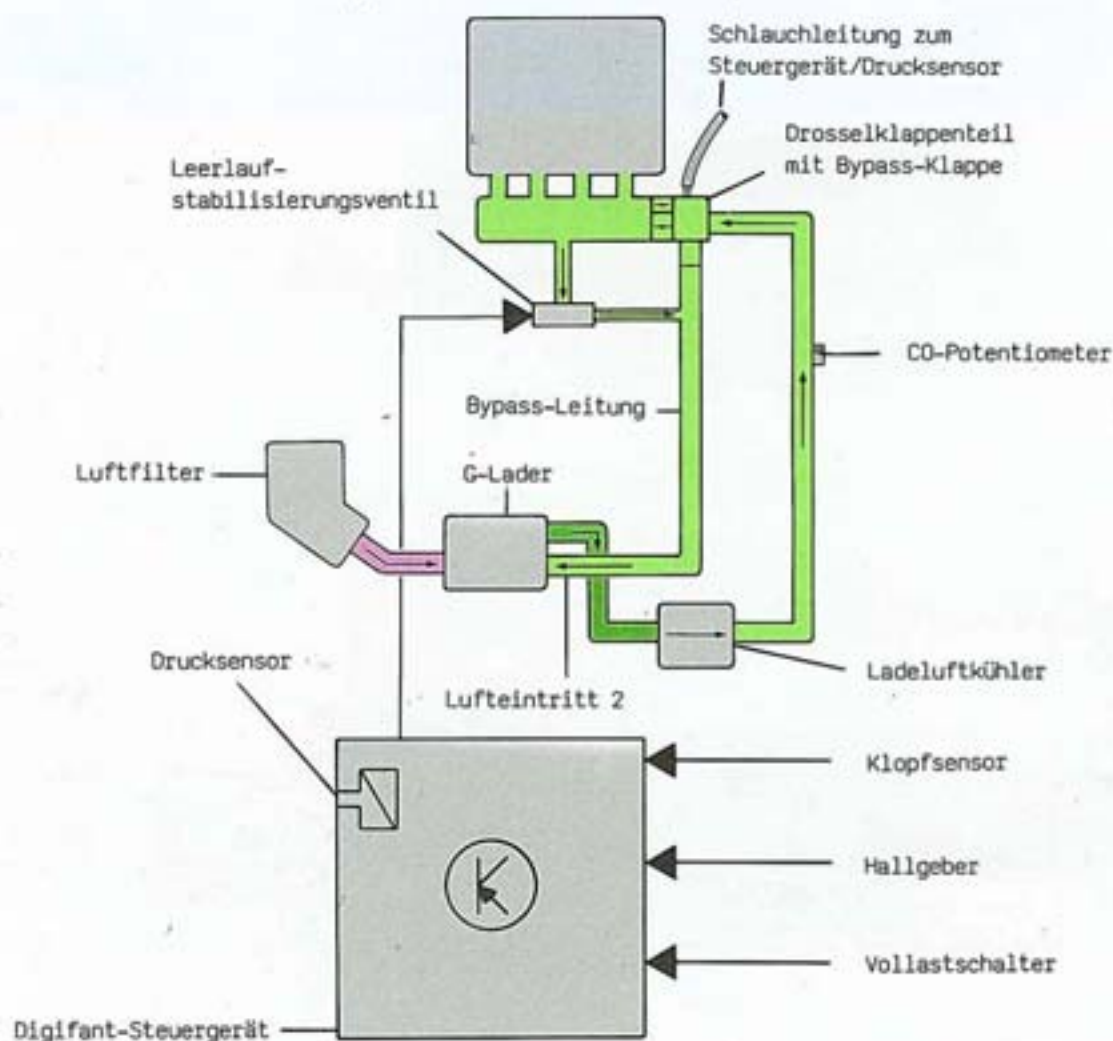 Schlauchleitung zum
Steuergerät/Drucksensor
Drosselklappenteil
mit Bypass-Klappe
Leerlauf-
stabilisierungsventil
CO-Potentiometer
Bypass-Leitung
Luftfilter
G-Lader
Drucksensor
Ladeluftkühler
Lufteintritt 2
Klopfsensor
Hallgeber
Vollastschalter
Digifant-Steuergerät